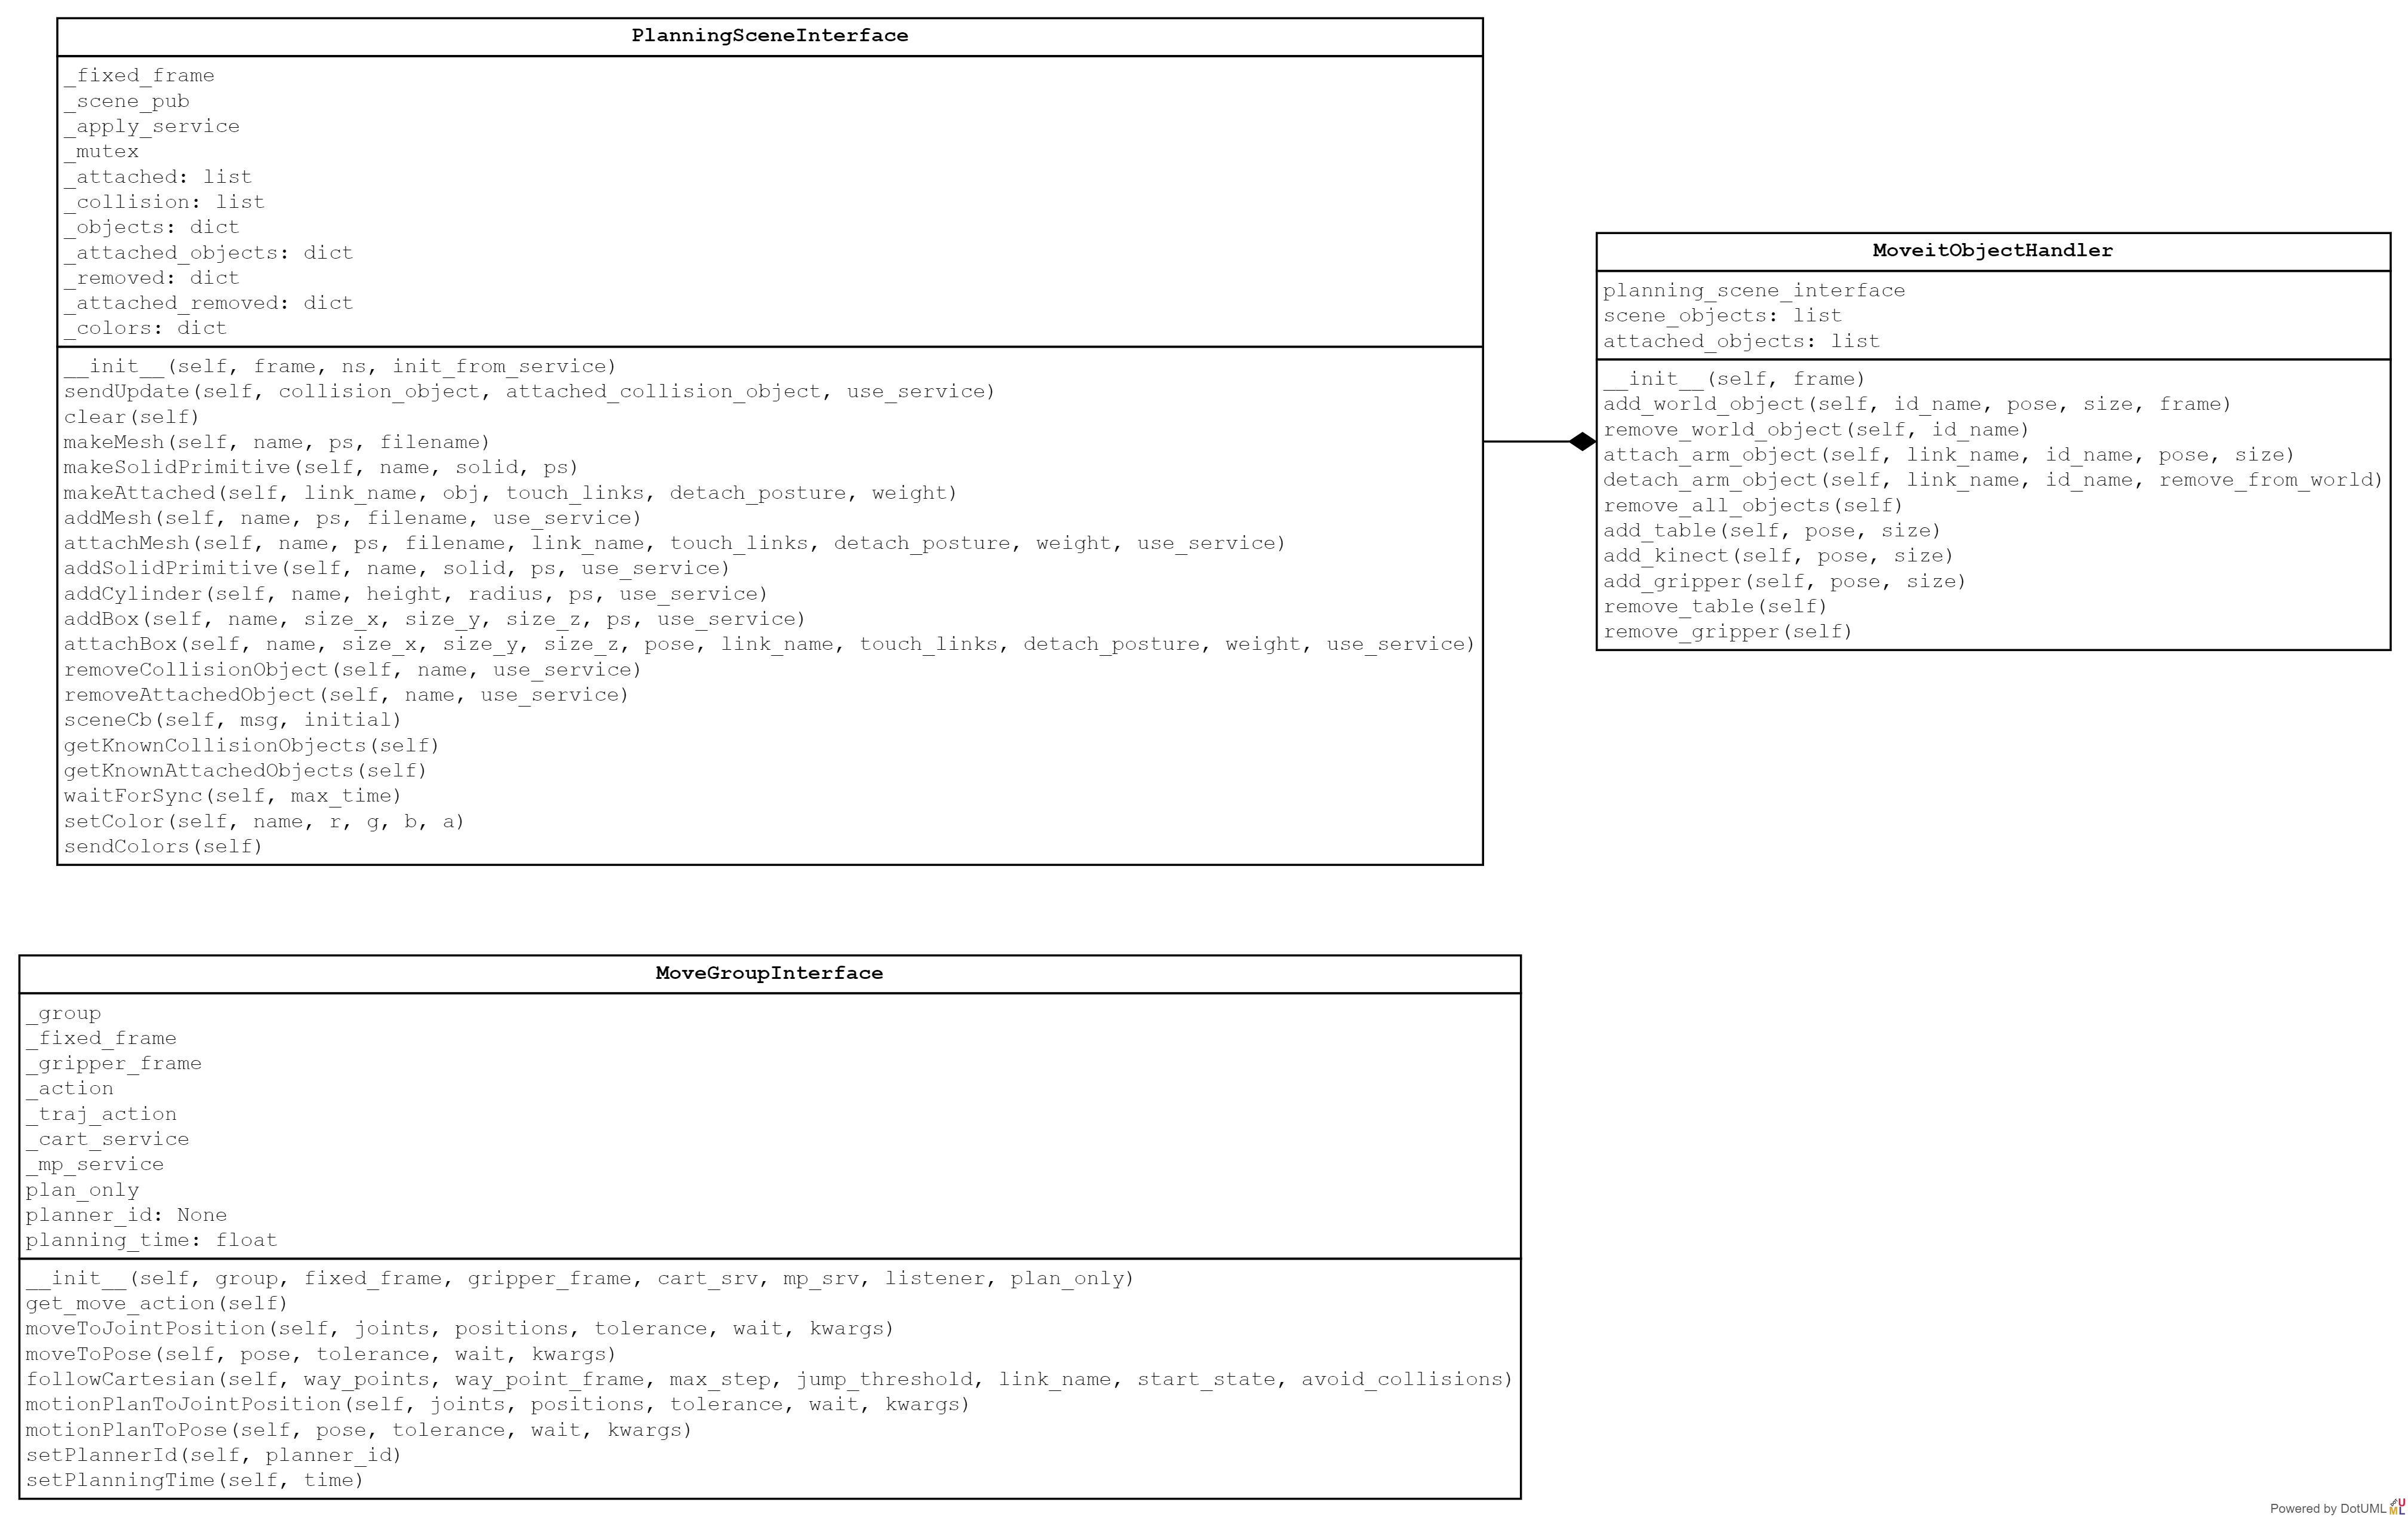 PlanningSceneInterface
_fixed_frame
_scene_pub
_apply_service
_mutex
_attached: list
_collision: list
_objects: dict
_attached_objects: dict
_removed: dict
_attached_removed: dict
_colors: dict
__init__(self, frame, ns, init_from_service)
sendUpdate(self, collision_object, attached_collision_object, use_service)
clear(self)
makeMesh(self, name, ps, filename)
makeSolidPrimitive(self, name, solid, ps)
makeAttached(self, link_name, obj, touch_links, detach_posture, weight)
addMesh(self, name, ps, filename, use_service)
attachMesh(self, name, ps, filename, link_name, touch_links, detach_posture, weight, use_service)
addSolidPrimitive(self, name, solid, ps, use_service)
addCylinder(self, name, height, radius, ps, use_service)
addBox(self, name, size_x, size_y, size_z, ps, use_service)
attachBox(self, name, size_x, size_y, size_z, pose, link_name, touch_links, detach_posture, weight, use_service)
removeCollisionObject(self, name, use_service)
removeAttachedObject(self, name, use_service)
sceneCb(self, msg, initial)
getKnownCollisionObjects(self)
getKnownAttachedObjects(self)
waitForSync(self, max_time)
setColor(self, name, r, g, b, a)
sendColors(self)
MoveitObjectHandler
planning_scene_interface
scene_objects: list
attached_objects: list
__init__(self, frame)
add_world_object(self, id_name, pose, size, frame)
remove_world_object(self, id_name)
attach_arm_object(self, link_name, id_name, pose, size)
detach_arm_object(self, link_name, id_name, remove_from_world)
remove_all_objects(self)
add_table(self, pose, size)
add_kinect(self, pose, size)
add_gripper(self, pose, size)
remove_table(self)
remove_gripper(self)
MoveGroupInterface
_group
_fixed_frame
_gripper_frame
_action
_traj_action
_cart_service
_mp_service
plan_only
planner_id: None
planning_time: float
__init__(self, group, fixed_frame, gripper_frame, cart_srv, mp_srv, listener, plan_only)
get_move_action(self)
moveToJointPosition(self, joints, positions, tolerance, wait, kwargs)
moveToPose(self, pose, tolerance, wait, kwargs)
followCartesian(self, way_points, way_point_frame, max_step, jump_threshold, link_name, start_state, avoid_collisions)
motionPlanToJointPosition(self, joints, positions, tolerance, wait, kwargs)
motionPlanToPose(self, pose, tolerance, wait, kwargs)
setPlannerId(self, planner_id)
setPlanningTime(self, time)
Powered by DotUML